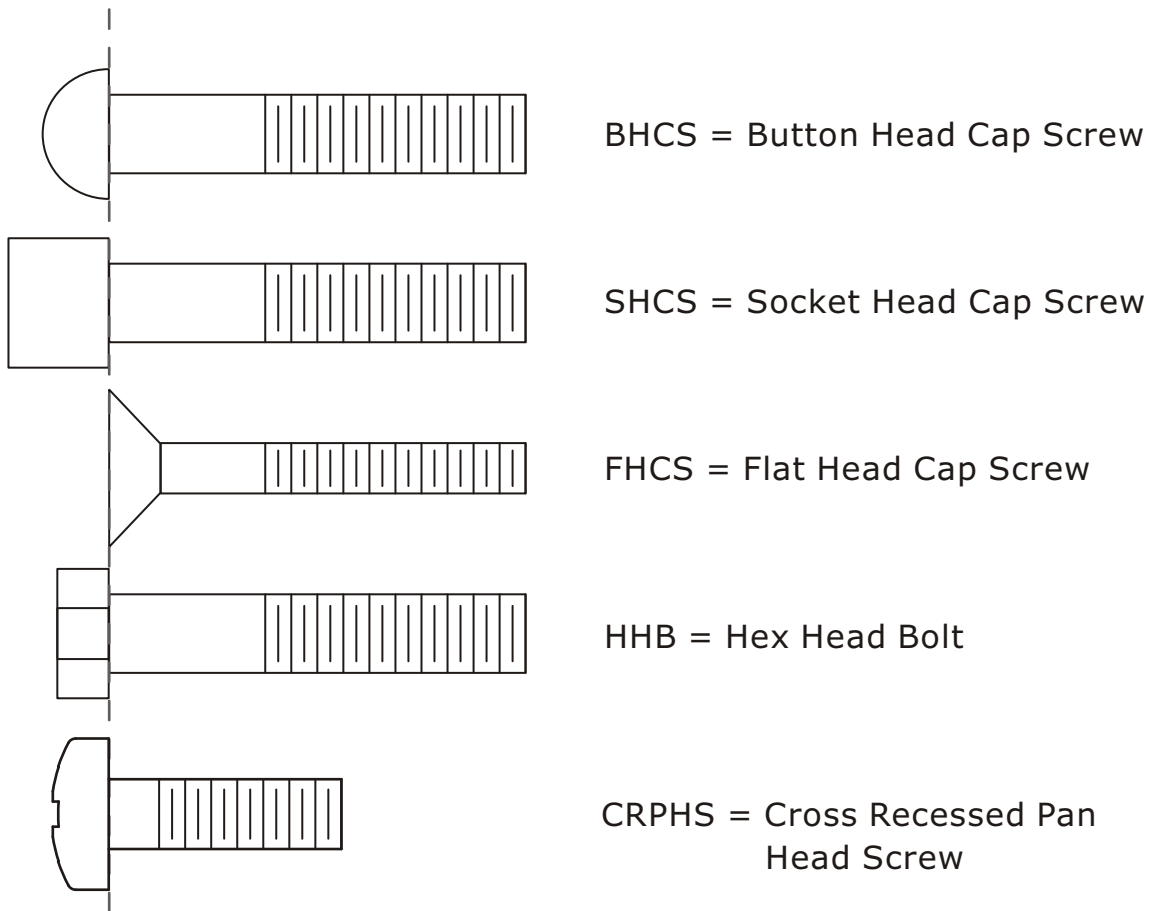 BHCS = Button Head Cap Screw
SHCS = Socket Head Cap Screw
FHCS = Flat Head Cap Screw
HHB = Hex Head Bolt
CRPHS = Cross Recessed Pan
Head Screw